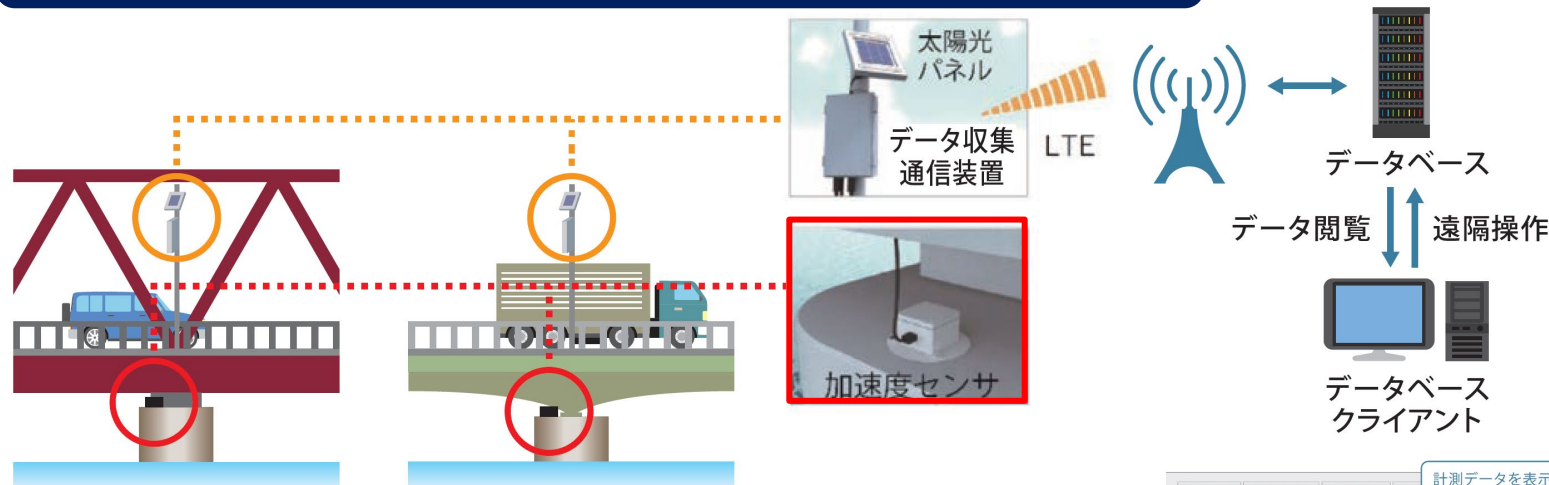 太陽光
パネル
データ収集
通信装置
LTE
データベース
データ閲覧
遠隔操作
加速度センサ
データベース
クライアント
計測データを表示